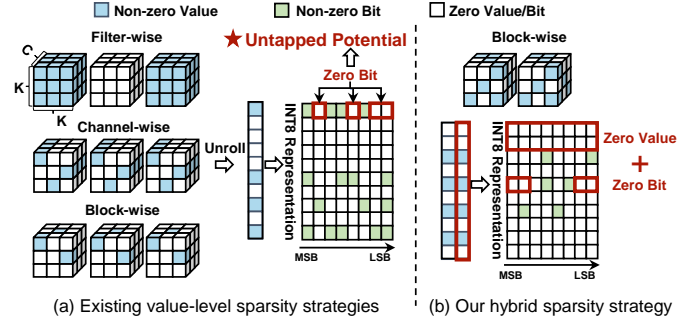 Non-zero Value Non-zero Bit Zero Value/Bit
Filter-wise
★ Untapped Potential
Zero Bit
C
K
K
Channel-wise
Unroll
INT8 Representation
Block-wise
MSB LSB
(a) Existing value-level sparsity strategies
Block-wise
INT8 Representation
Zero Value
+
Zero Bit
MSB LSB
(b) Our hybrid sparsity strategy